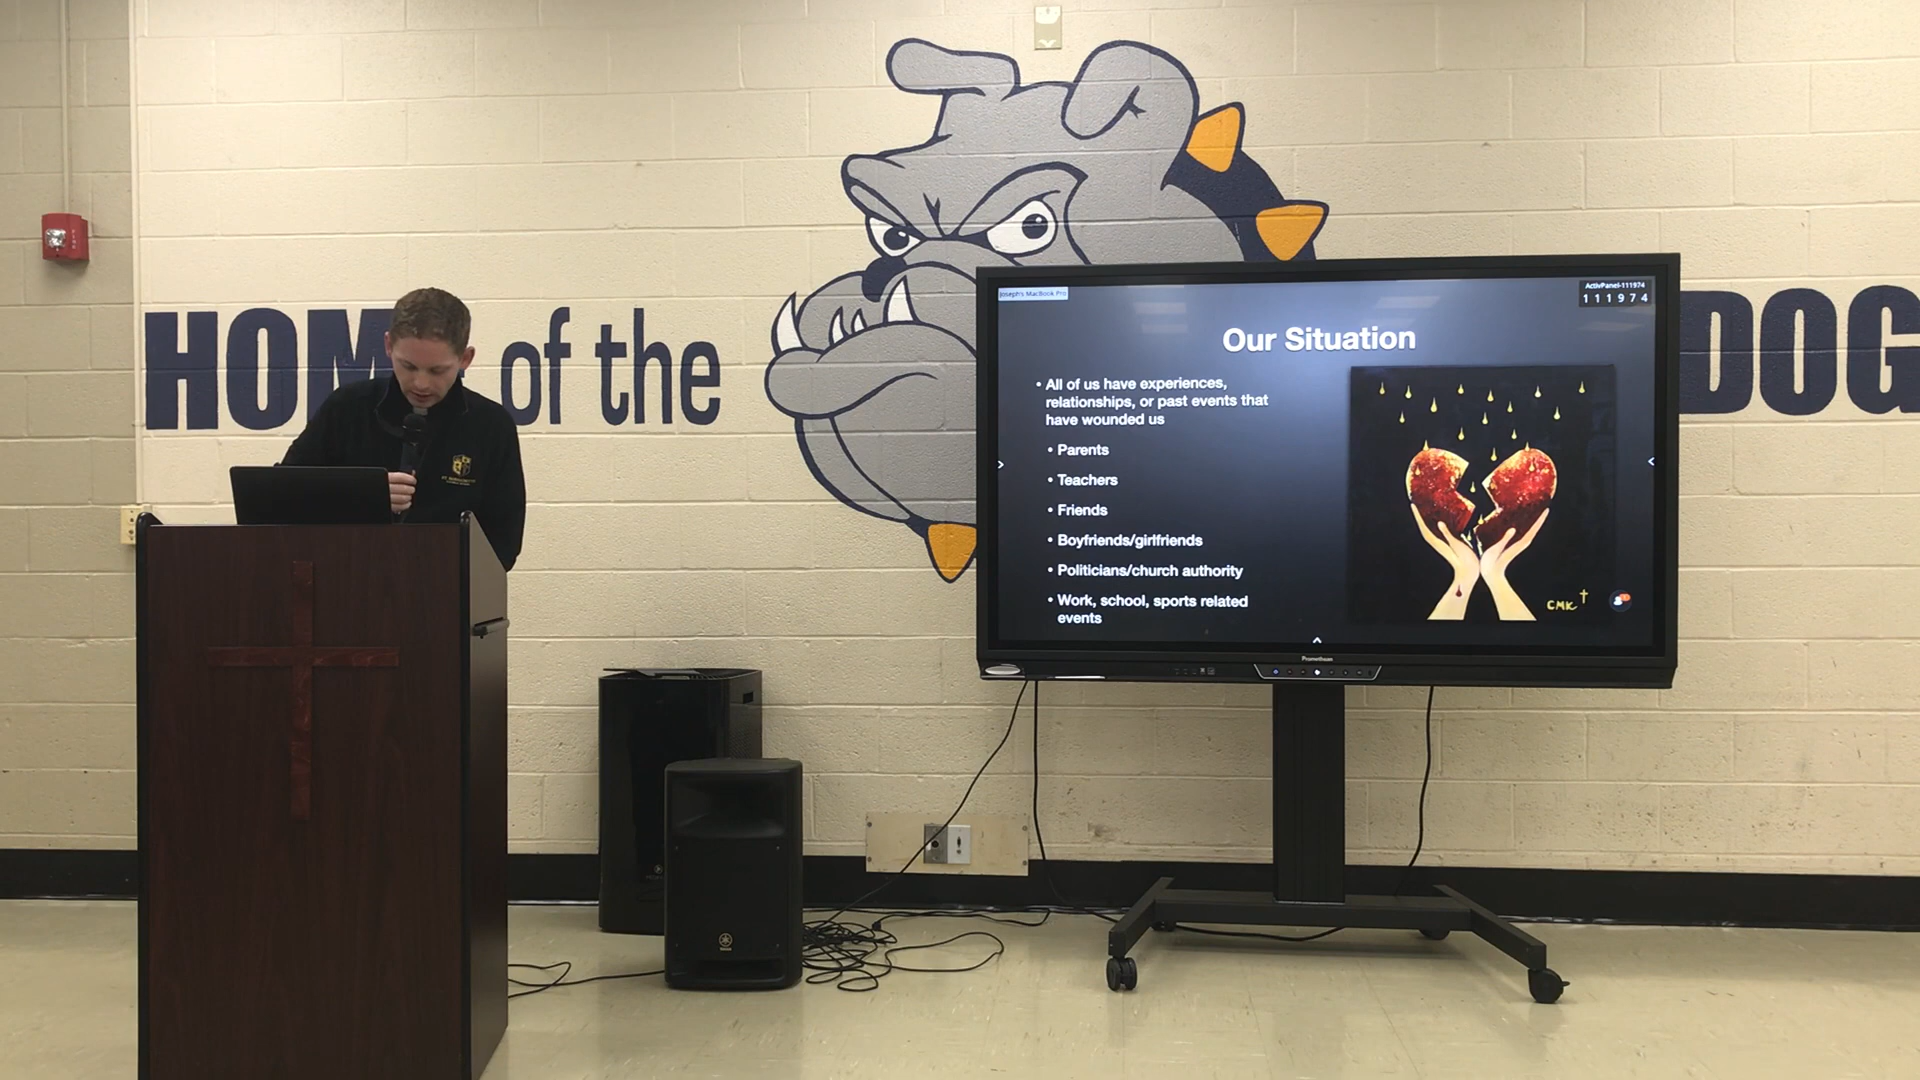 HOM of the DOG
Joseph's MacBook Pro
ActivPanel-111974
111974
Our Situation
• All of us have experiences,
relationships, or past events that
have wounded us
• Parents
• Teachers
• Friends
• Boyfriends/girlfriends
• Politicians/church authority
• Work, school, sports related
events
CMK
Promethean
FIRE